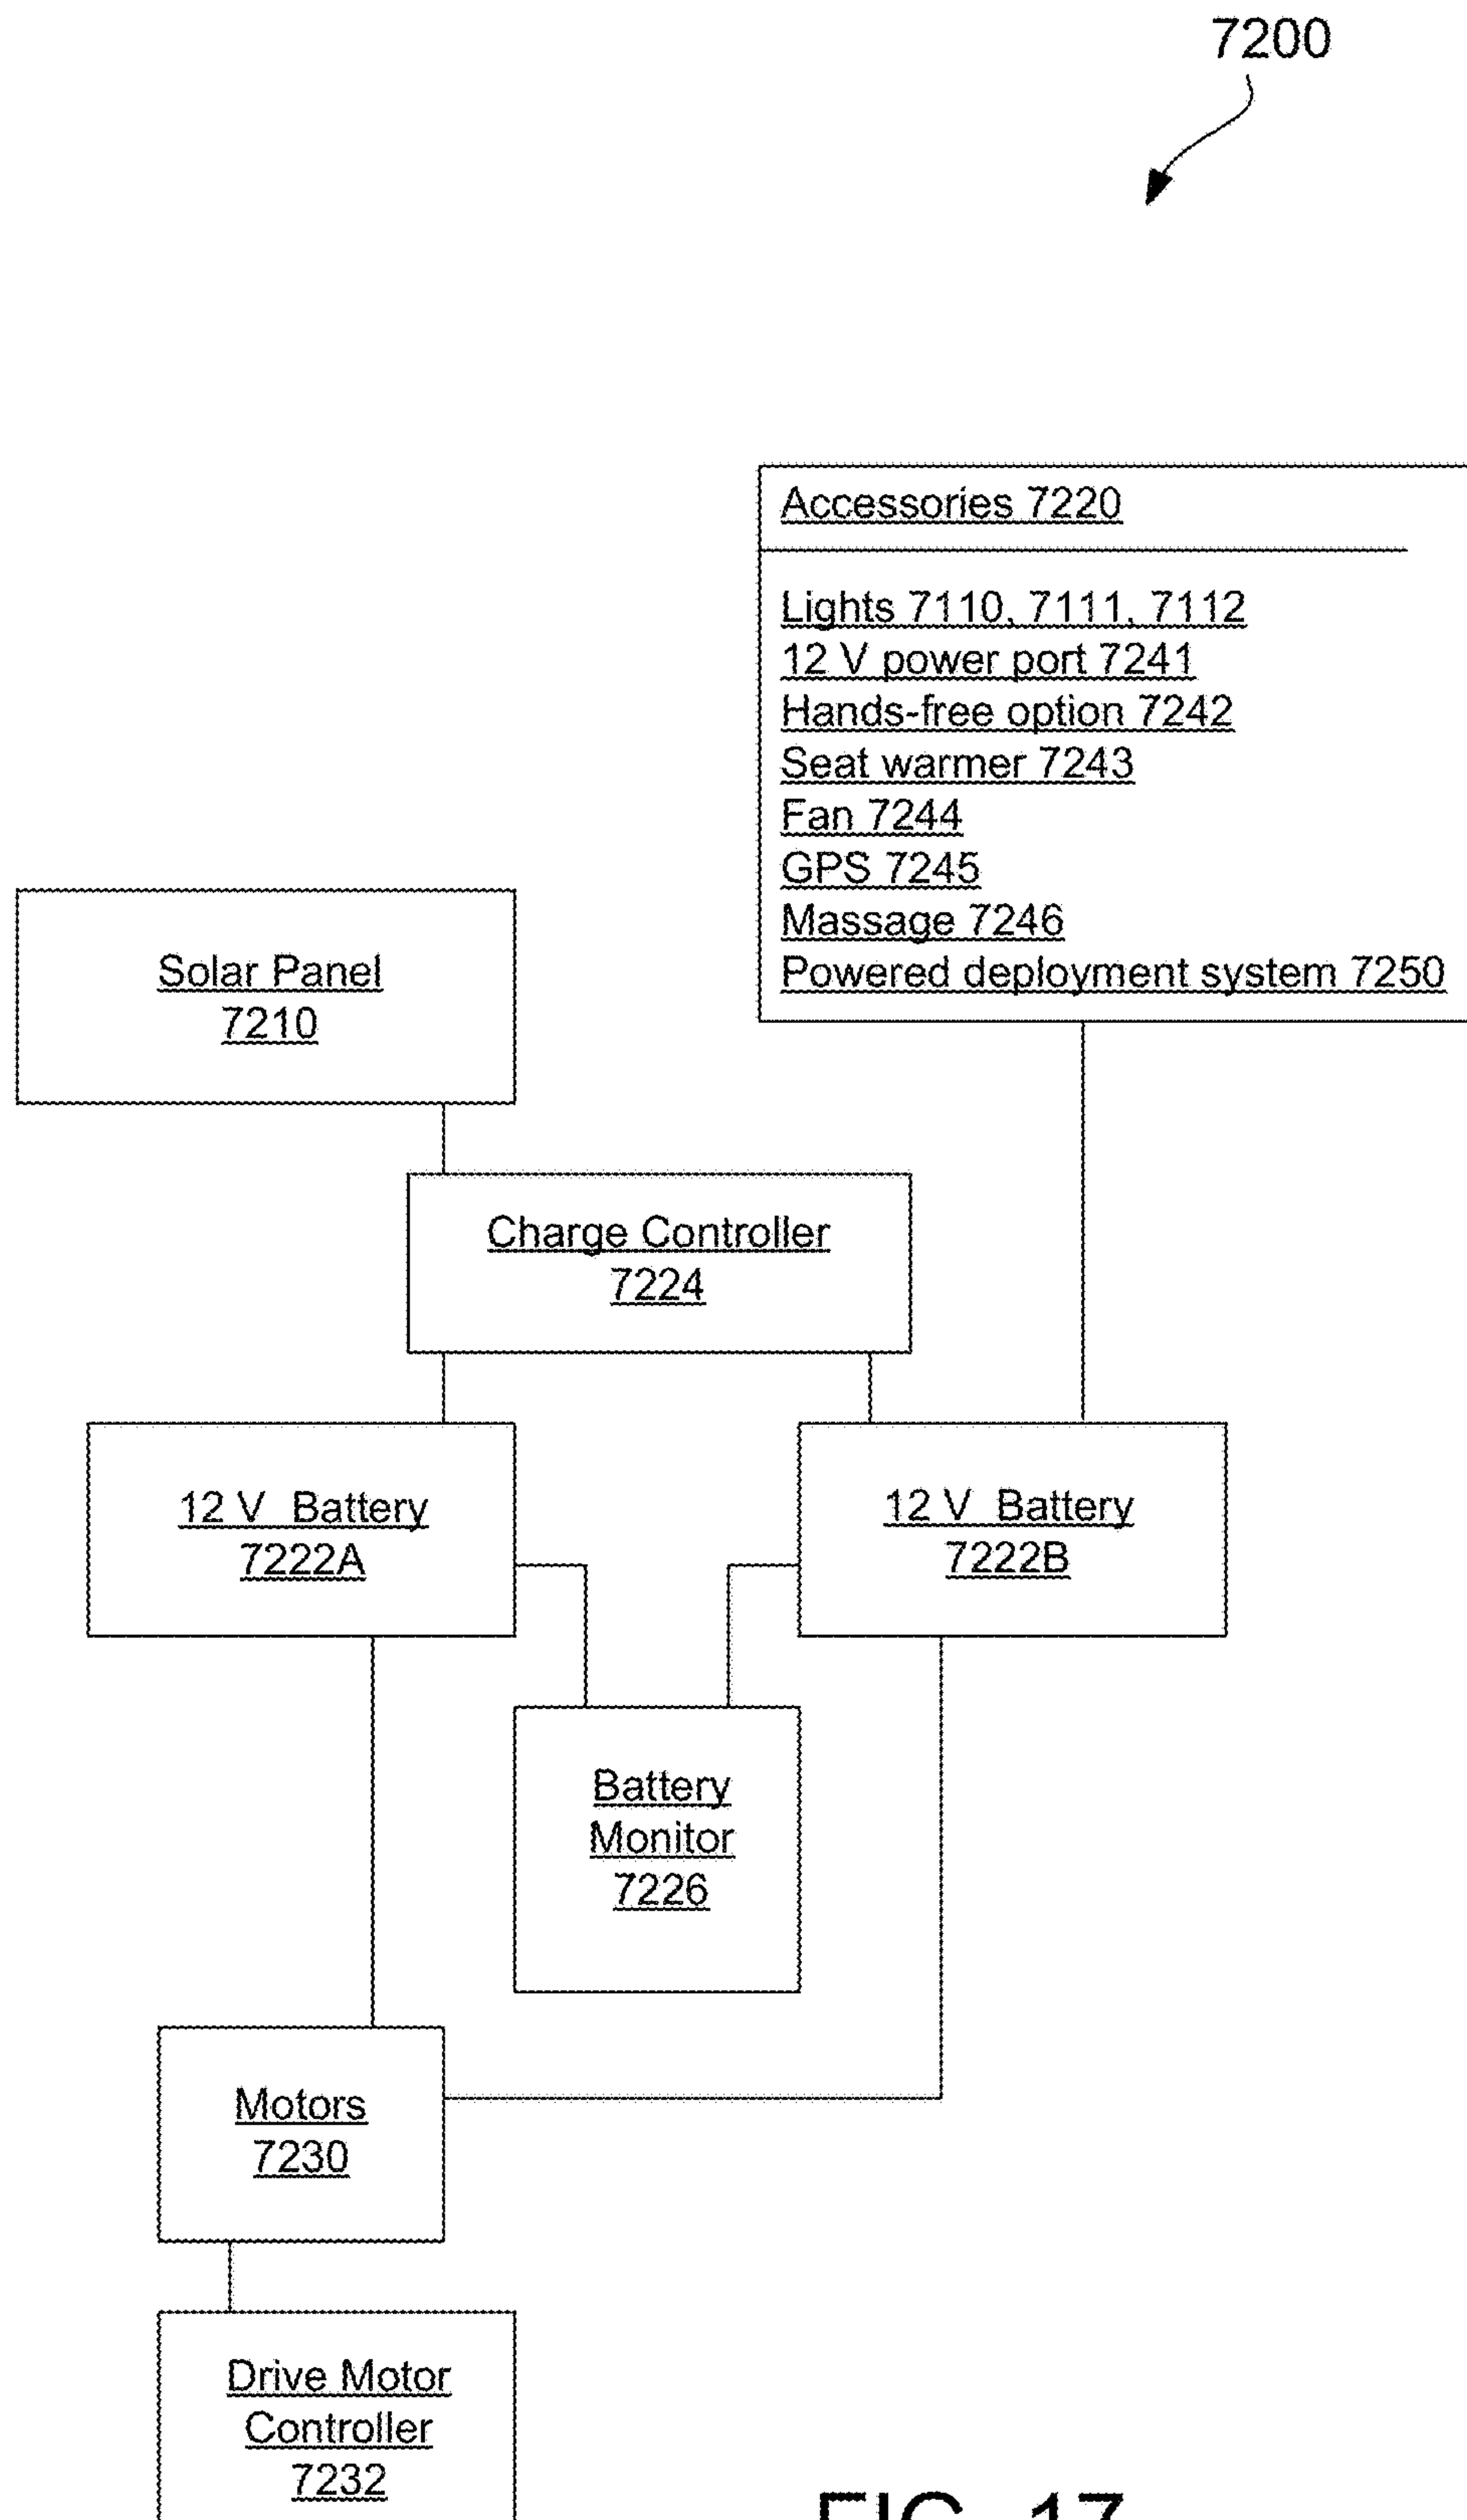 7200
Accessories 7220
Lights 7110, 7111, 7112
12 V power port 7241
Hands-free option 7242
Seat warmer 7243
Fan 7244
GPS 7245
Massage 7246
Powered deployment system 7250
Solar Panel
7210
Charge Controller
7224
12 V  Battery
7222A
12 V  Battery
7222B
Battery
Monitor
7226
Motors
7230
Drive Motor
Controller
7232
FIG. 17